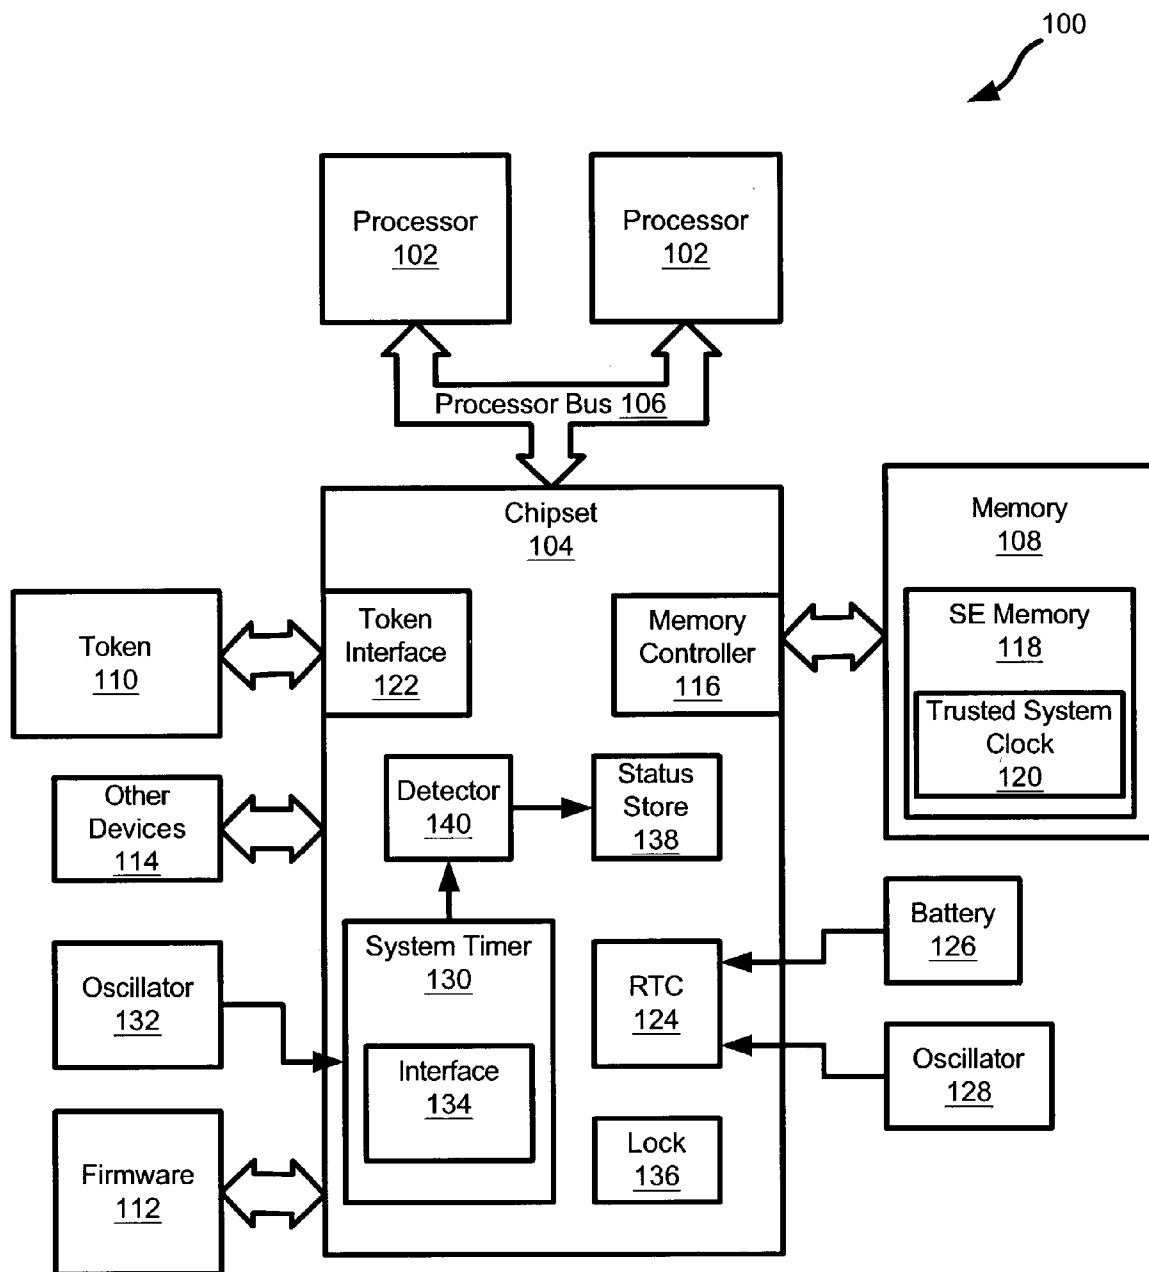 100
Processor
102
Processor
102
Processor Bus 106
Chipset
104
Memory
108
Token
110
Token
Interface
122
Memory
Controller
116
SE Memory
118
Trusted System
Clock
120
Other
Devices
114
Detector
140
Status
Store
138
Battery
126
System Timer
130
Oscillator
132
RTC
124
Interface
134
Oscillator
128
Lock
136
Firmware
112